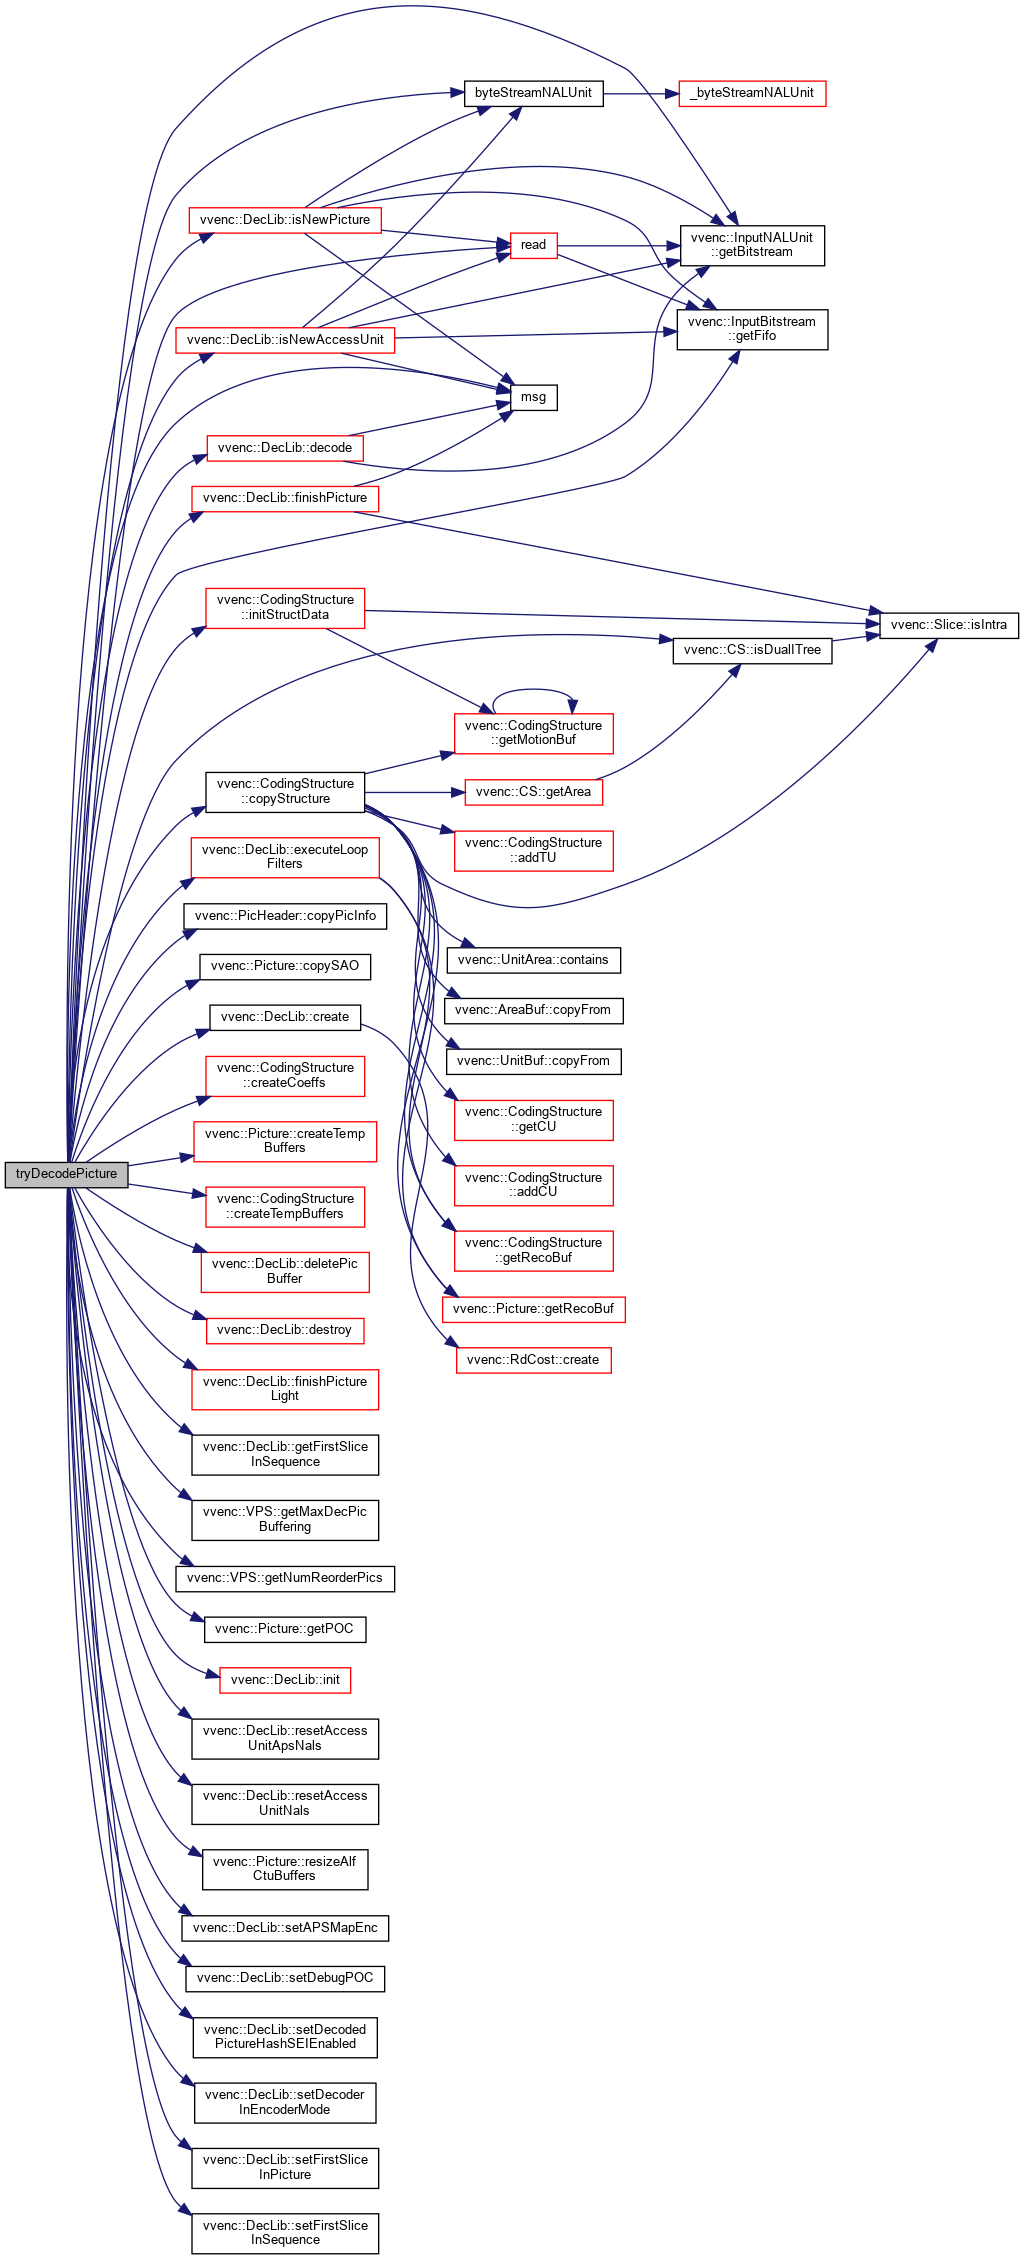 byteStreamNALUnit
_byteStreamNALUnit
vvenc::DecLib::isNewPicture
read
vvenc::InputNALUnit
::getBitstream
vvenc::InputBitstream
::getFifo
vvenc::DecLib::isNewAccessUnit
msg
vvenc::DecLib::decode
vvenc::DecLib::finishPicture
vvenc::CodingStructure
::initStructData
vvenc::Slice::isIntra
vvenc::CS::isDualITree
vvenc::CodingStructure
::getMotionBuf
vvenc::CodingStructure
::copyStructure
vvenc::CS::getArea
vvenc::CodingStructure
::addTU
vvenc::DecLib::executeLoop
Filters
vvenc::PicHeader::copyPicInfo
vvenc::UnitArea::contains
vvenc::Picture::copySAO
vvenc::AreaBuf::copyFrom
vvenc::DecLib::create
vvenc::UnitBuf::copyFrom
vvenc::CodingStructure
::createCoeffs
vvenc::CodingStructure
::getCU
vvenc::Picture::createTemp
Buffers
tryDecodePicture
vvenc::CodingStructure
::addCU
vvenc::CodingStructure
::createTempBuffers
vvenc::CodingStructure
::getRecoBuf
vvenc::DecLib::deletePic
Buffer
vvenc::Picture::getRecoBuf
vvenc::DecLib::destroy
vvenc::RdCost::create
vvenc::DecLib::finishPicture
Light
vvenc::DecLib::getFirstSlice
InSequence
vvenc::VPS::getMaxDecPic
Buffering
vvenc::VPS::getNumReorderPics
vvenc::Picture::getPOC
vvenc::DecLib::init
vvenc::DecLib::resetAccess
UnitApsNals
vvenc::DecLib::resetAccess
UnitNals
vvenc::Picture::resizeAlf
CtuBuffers
vvenc::DecLib::setAPSMapEnc
vvenc::DecLib::setDebugPOC
vvenc::DecLib::setDecoded
PictureHashSEIEnabled
vvenc::DecLib::setDecoder
InEncoderMode
vvenc::DecLib::setFirstSlice
InPicture
vvenc::DecLib::setFirstSlice
InSequence